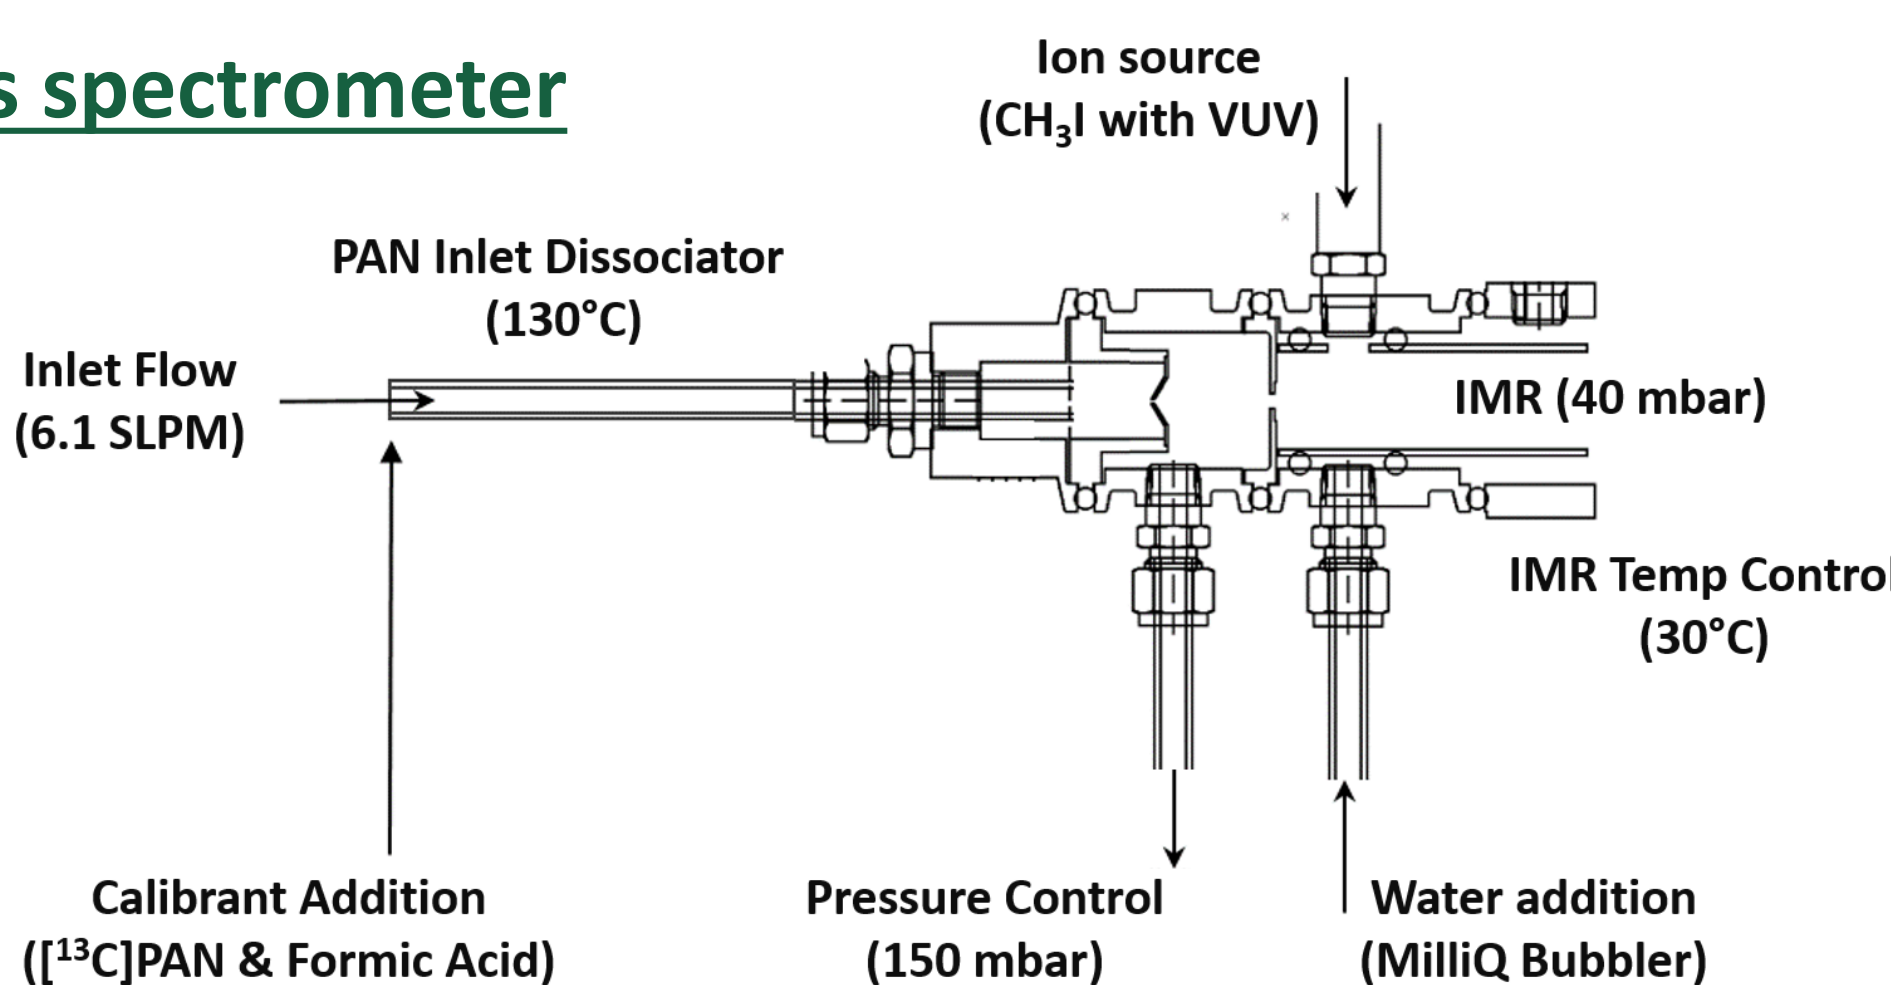 s spectrometer
Ion source
(CH₃I with VUV)
PAN Inlet Dissociator
(130°C)
Inlet Flow
(6.1 SLPM)
IMR (40 mbar)
IMR Temp Control
(30°C)
Calibrant Addition
([¹³C]PAN & Formic Acid)
Pressure Control
(150 mbar)
Water addition
(MilliQ Bubbler)